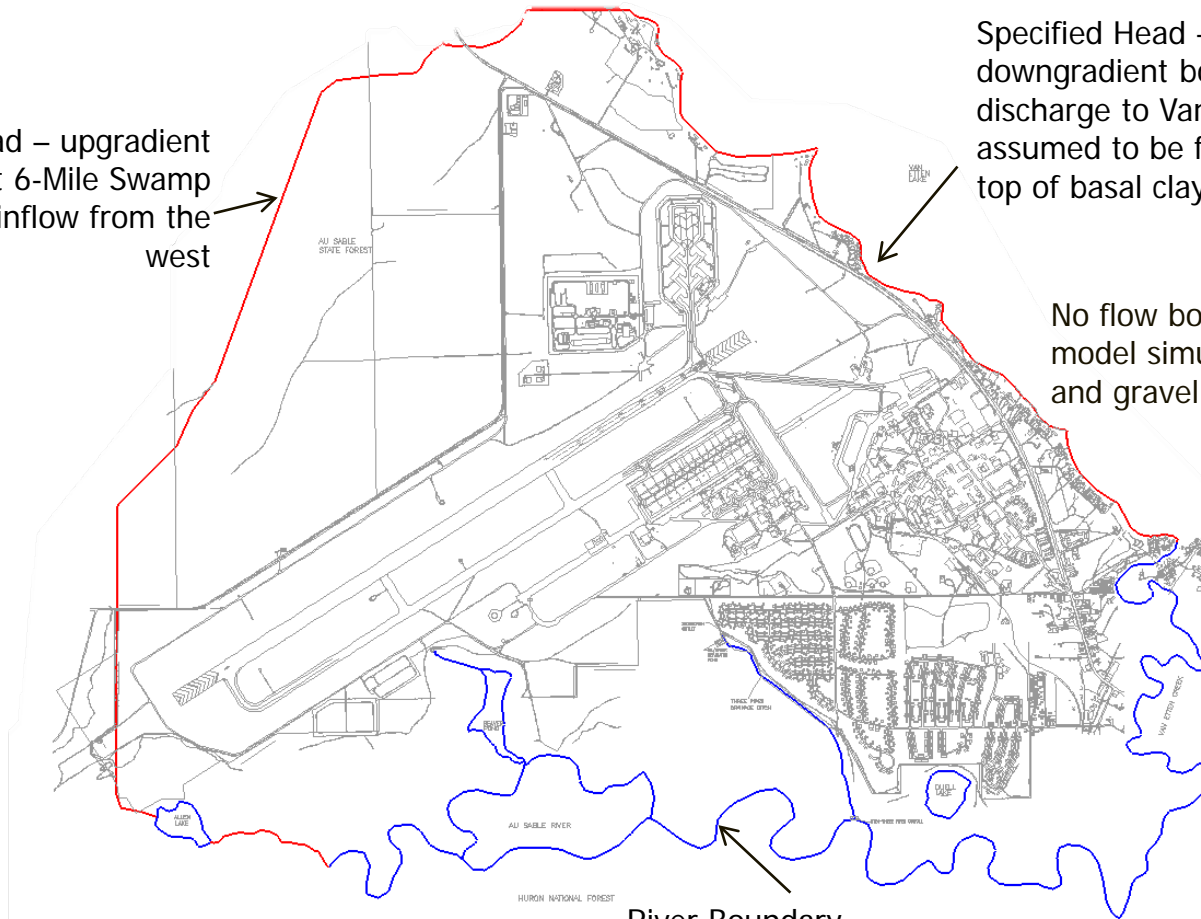 Specified Head -
downgradient bo
discharge to Van
assumed to be f
top of basal clay
ad – upgradient
t 6-Mile Swamp
inflow from the
west
VAN
ETTEN
LAKE
AU SABLE
STATE FOREST
No flow bo
model simu
and gravel
THREE PIPES
DRAINAGE DITCH
BEAVER
POND
VAN ETTEN CREEK
DUELL
LAKE
ALLEN
LAKE
AU SABLE RIVER
HURON NATIONAL FOREST
River Boundary